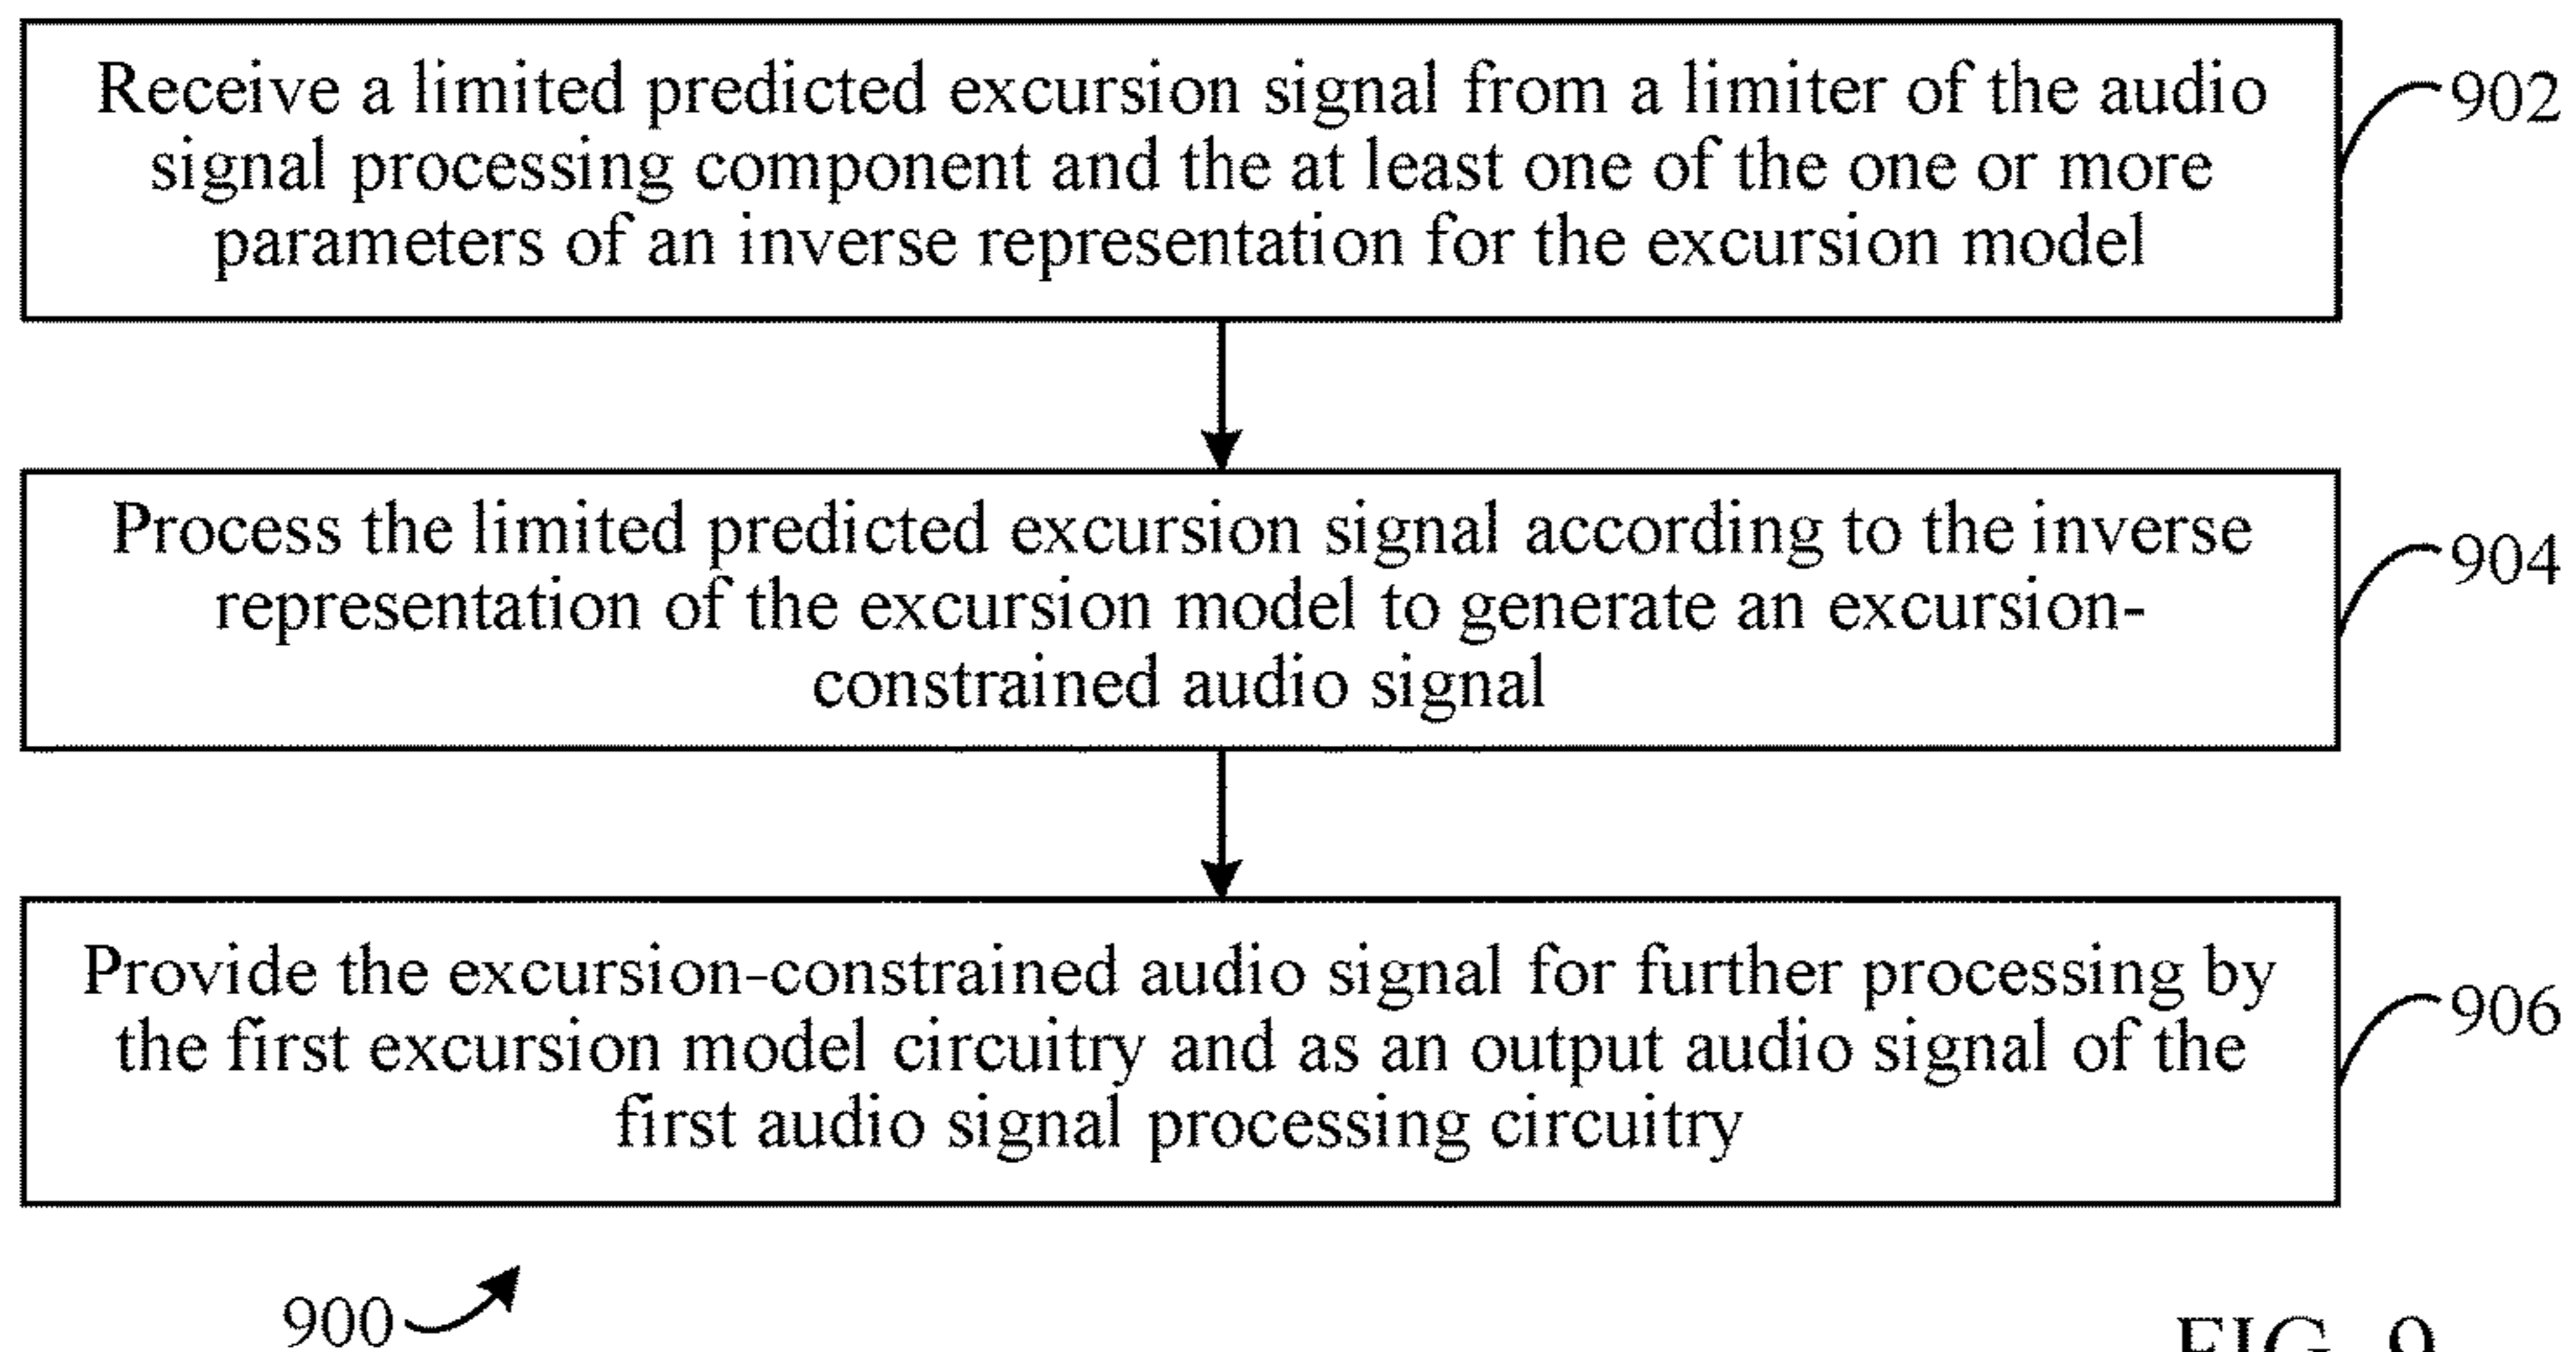 Receive a limited predicted excursion signal from a limiter of the audio
signal processing component and the at least one of the one or more
parameters of an inverse representation for the excursion model
902
Process the limited predicted excursion signal according to the inverse
representation of the excursion model to generate an excursion-
constrained audio signal
904
Provide the excursion-constrained audio signal for further processing by
the first excursion model circuitry and as an output audio signal of the
first audio signal processing circuitry
906
900
FIG. 9